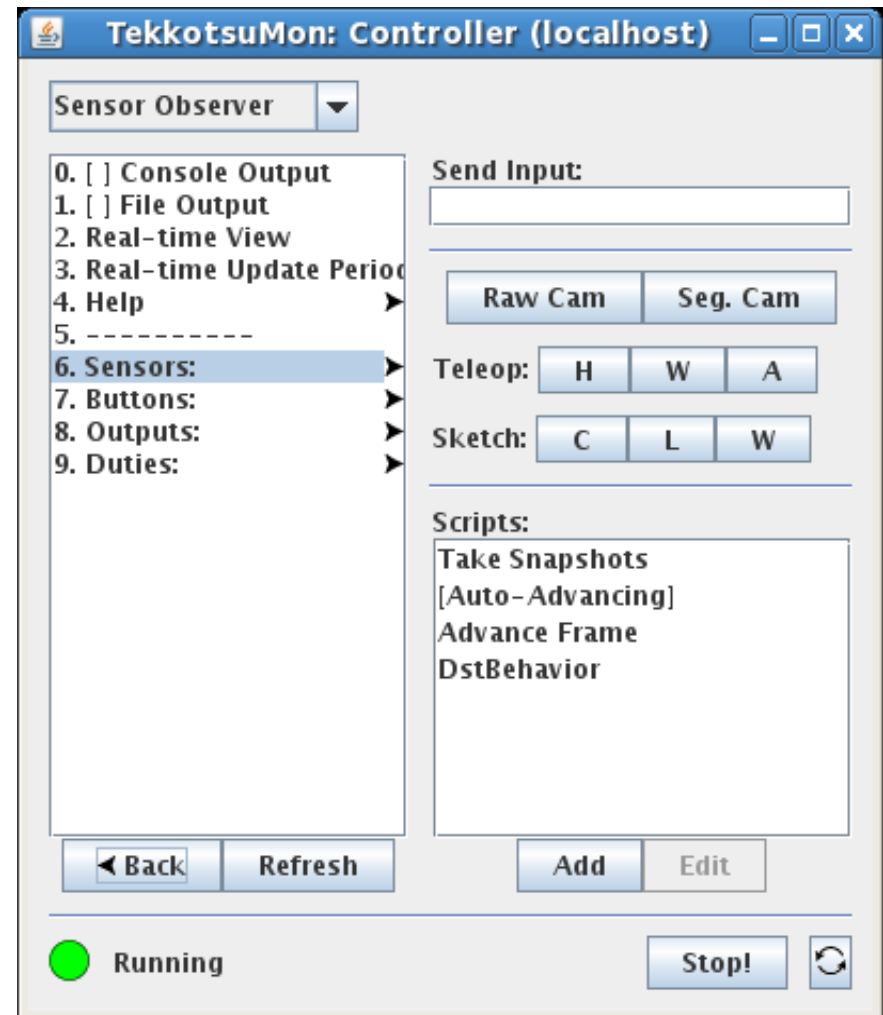 TekkotsuMon: Controller (localhost)
Sensor Observer
0. [ ] Console Output
1. [ ] File Output
2. Real-time View
3. Real-time Update Period
4. Help
5. ----------
6. Sensors:
7. Buttons:
8. Outputs:
9. Duties:
Back
Refresh
Send Input:
Raw Cam
Seg. Cam
Teleop: H W A
Sketch: C L W
Scripts:
Take Snapshots
[Auto-Advancing]
Advance Frame
DstBehavior
Add
Edit
Running
Stop!